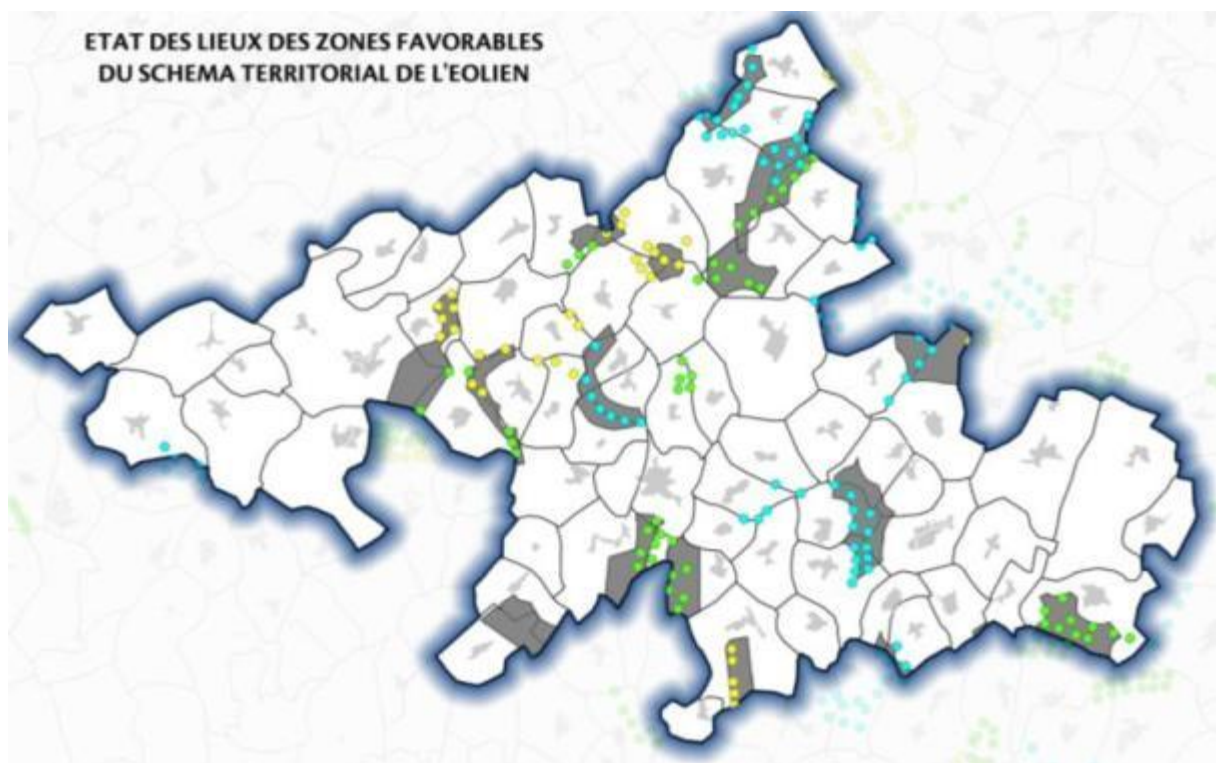 ETAT DES LIEUX DES ZONES FAVORABLES
DU SCHEMA TERRITORIAL DE L'EOLIEN